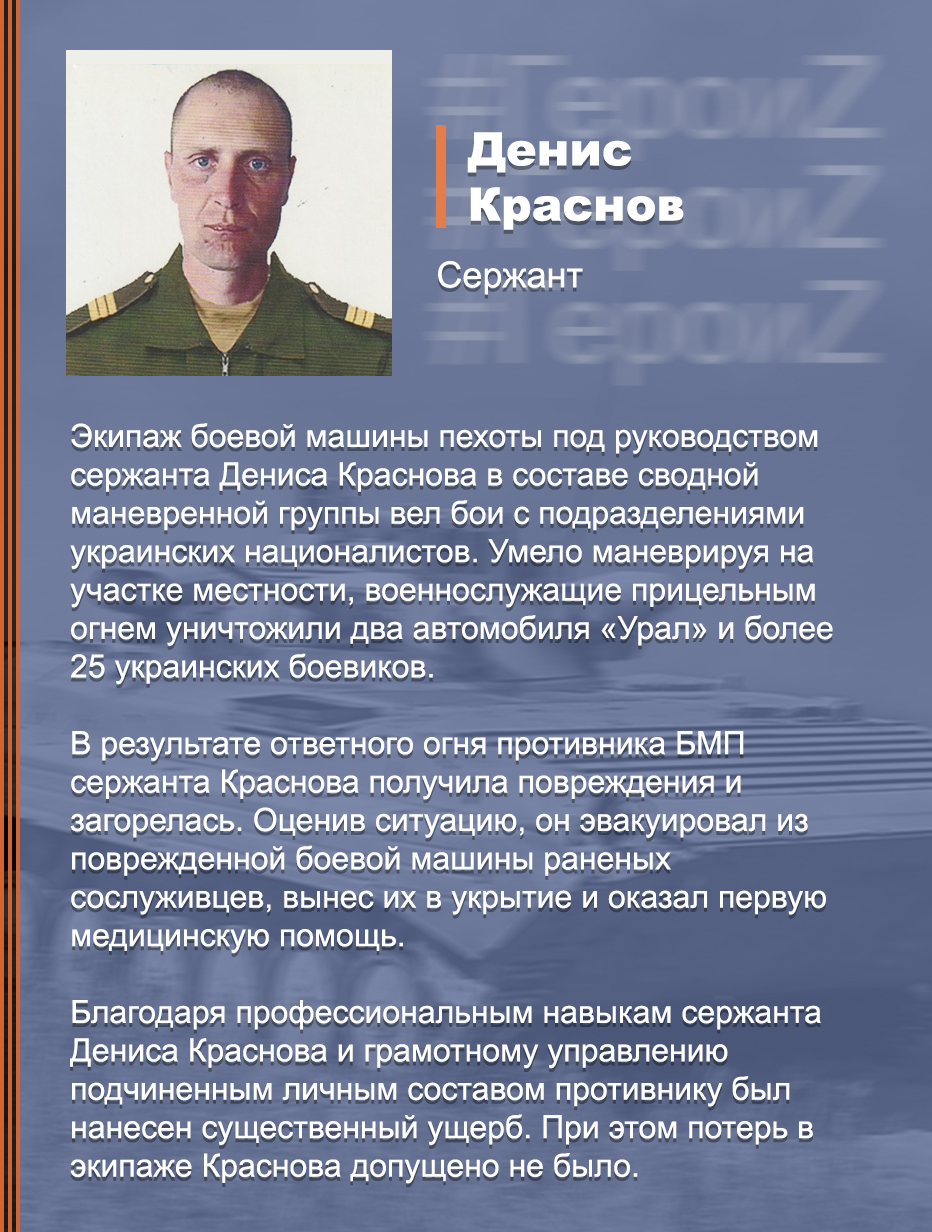 #ГероиZ
Денис
#ГероиZ
Краснов
Сержант
#ГероиZ
Экипаж боевой машины пехоты под руководством
сержанта Дениса Краснова в составе сводной
маневренной группы вел бои с подразделениями
украинских националистов. Умело маневрируя на
участке местности, военнослужащие прицельным
огнем уничтожили два автомобиля «Урал» и более
25 украинских боевиков.
В результате ответного огня противника БМП
сержанта Краснова получила повреждения и
загорелась. Оценив ситуацию, он эвакуировал из
поврежденной боевой машины раненых
сослуживцев, вынес их в укрытие и оказал первую
медицинскую помощь.
Благодаря профессиональным навыкам сержанта
Дениса Краснова и грамотному управлению
подчиненным личным составом противнику был
нанесен существенный ущерб. При этом потерь в
экипаже Краснова допущено не было.